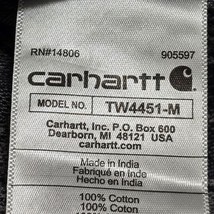 RN#14806 905597
carhartt
MODEL NO. TW4451-M
Carhartt, Inc. P.O. Box 600
Dearborn, MI 48121 USA
carhartt.com
Made in India
Fabriqué en Inde
Hecho en India
100% Cotton
100% Coton